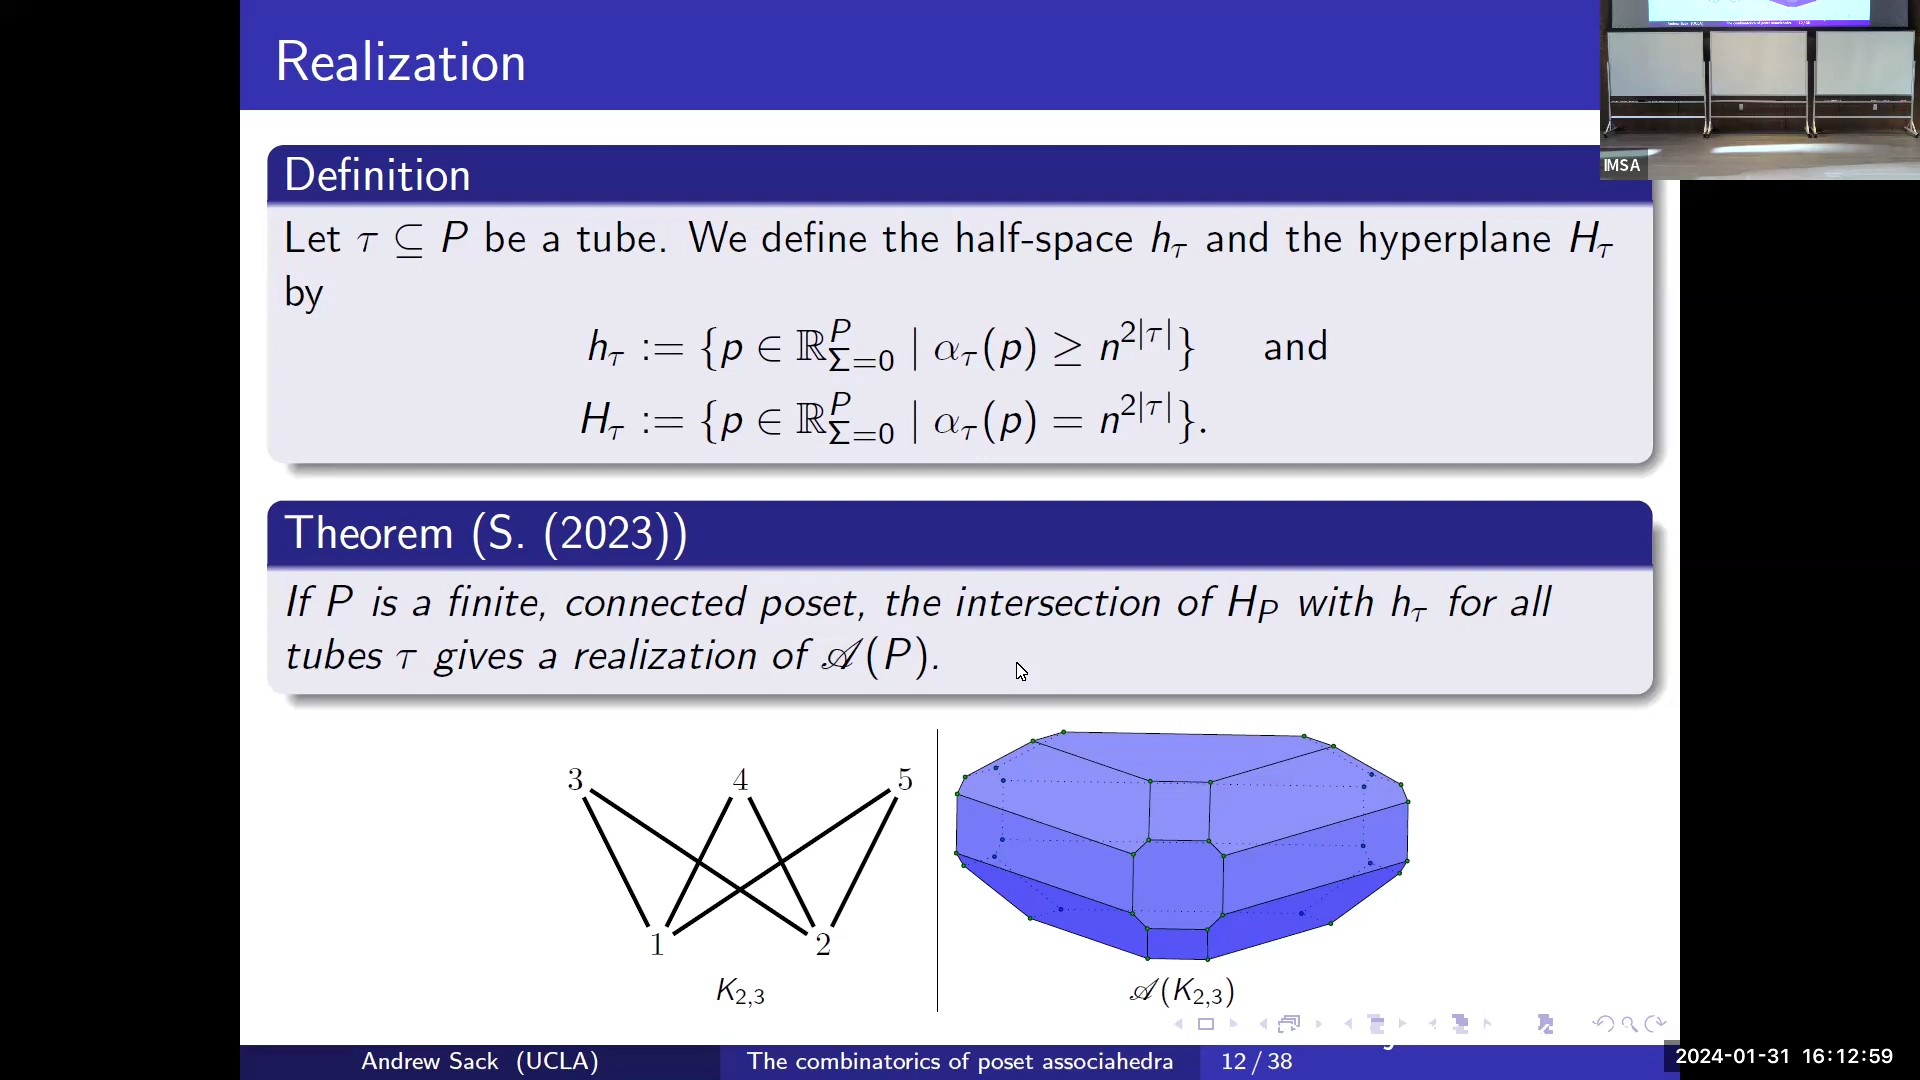 Realization
IMSA
Definition
Let τ ⊆ P be a tube. We define the half-space h_τ and the hyperplane H_τ
by
h_τ := {p ∈ ℝ^P_{Σ=0} | α_τ(p) ≥ n^{2|τ|}} and
H_τ := {p ∈ ℝ^P_{Σ=0} | α_τ(p) = n^{2|τ|}}.
Theorem (S. (2023))
If P is a finite, connected poset, the intersection of H_P with h_τ for all
tubes τ gives a realization of 𝒜(P).
3 4 5
1 2
K_{2,3}
𝒜(K_{2,3})
Andrew Sack (UCLA) The combinatorics of poset associahedra 12 / 38
2024-01-31 16:12:59